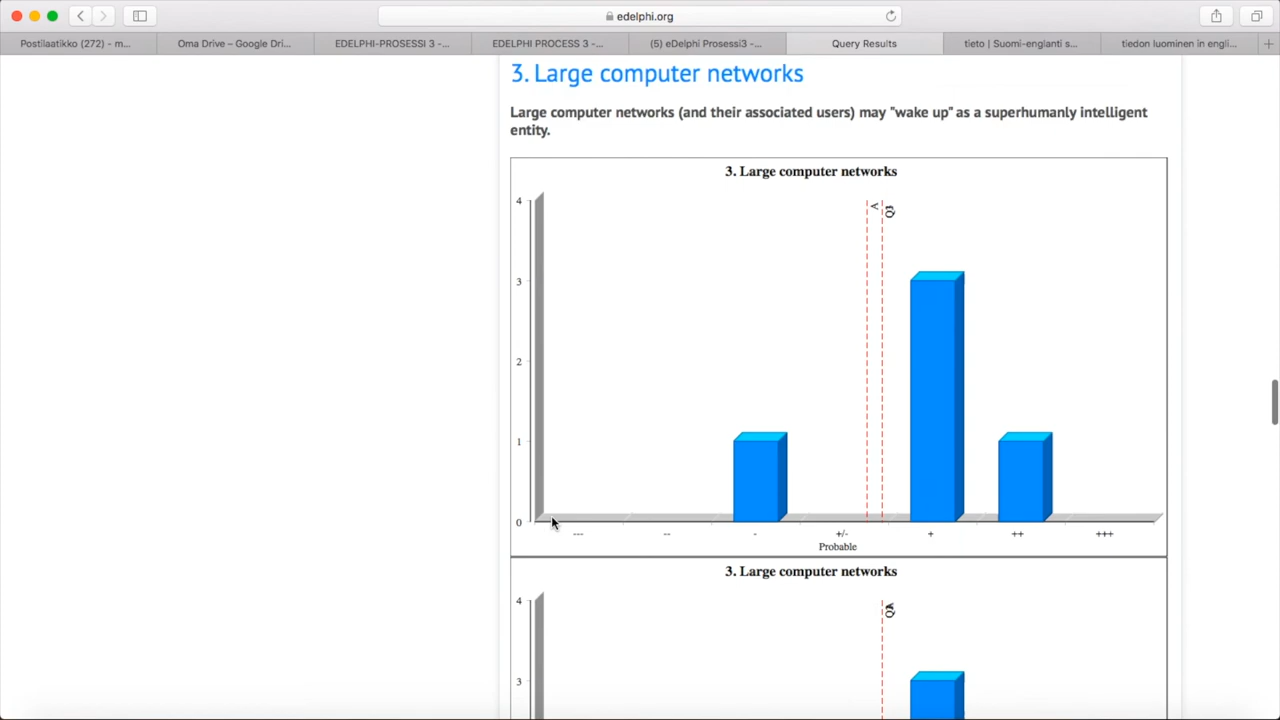 edelphi.org
Postilaatikko (272) - m...
Oma Drive – Google Dri...
EDELPHI-PROSESSI 3 -...
EDELPHI PROCESS 3 -...
(5) eDelphi Prosessi3 -...
Query Results
tieto | Suomi-englanti s...
tiedon luominen in engli...
3. Large computer networks
Large computer networks (and their associated users) may "wake up" as a superhumanly intelligent
entity.
3. Large computer networks
4
3
2
1
0
A
---
--
-
+/-
+
++
+++
Probable
3. Large computer networks
4
3